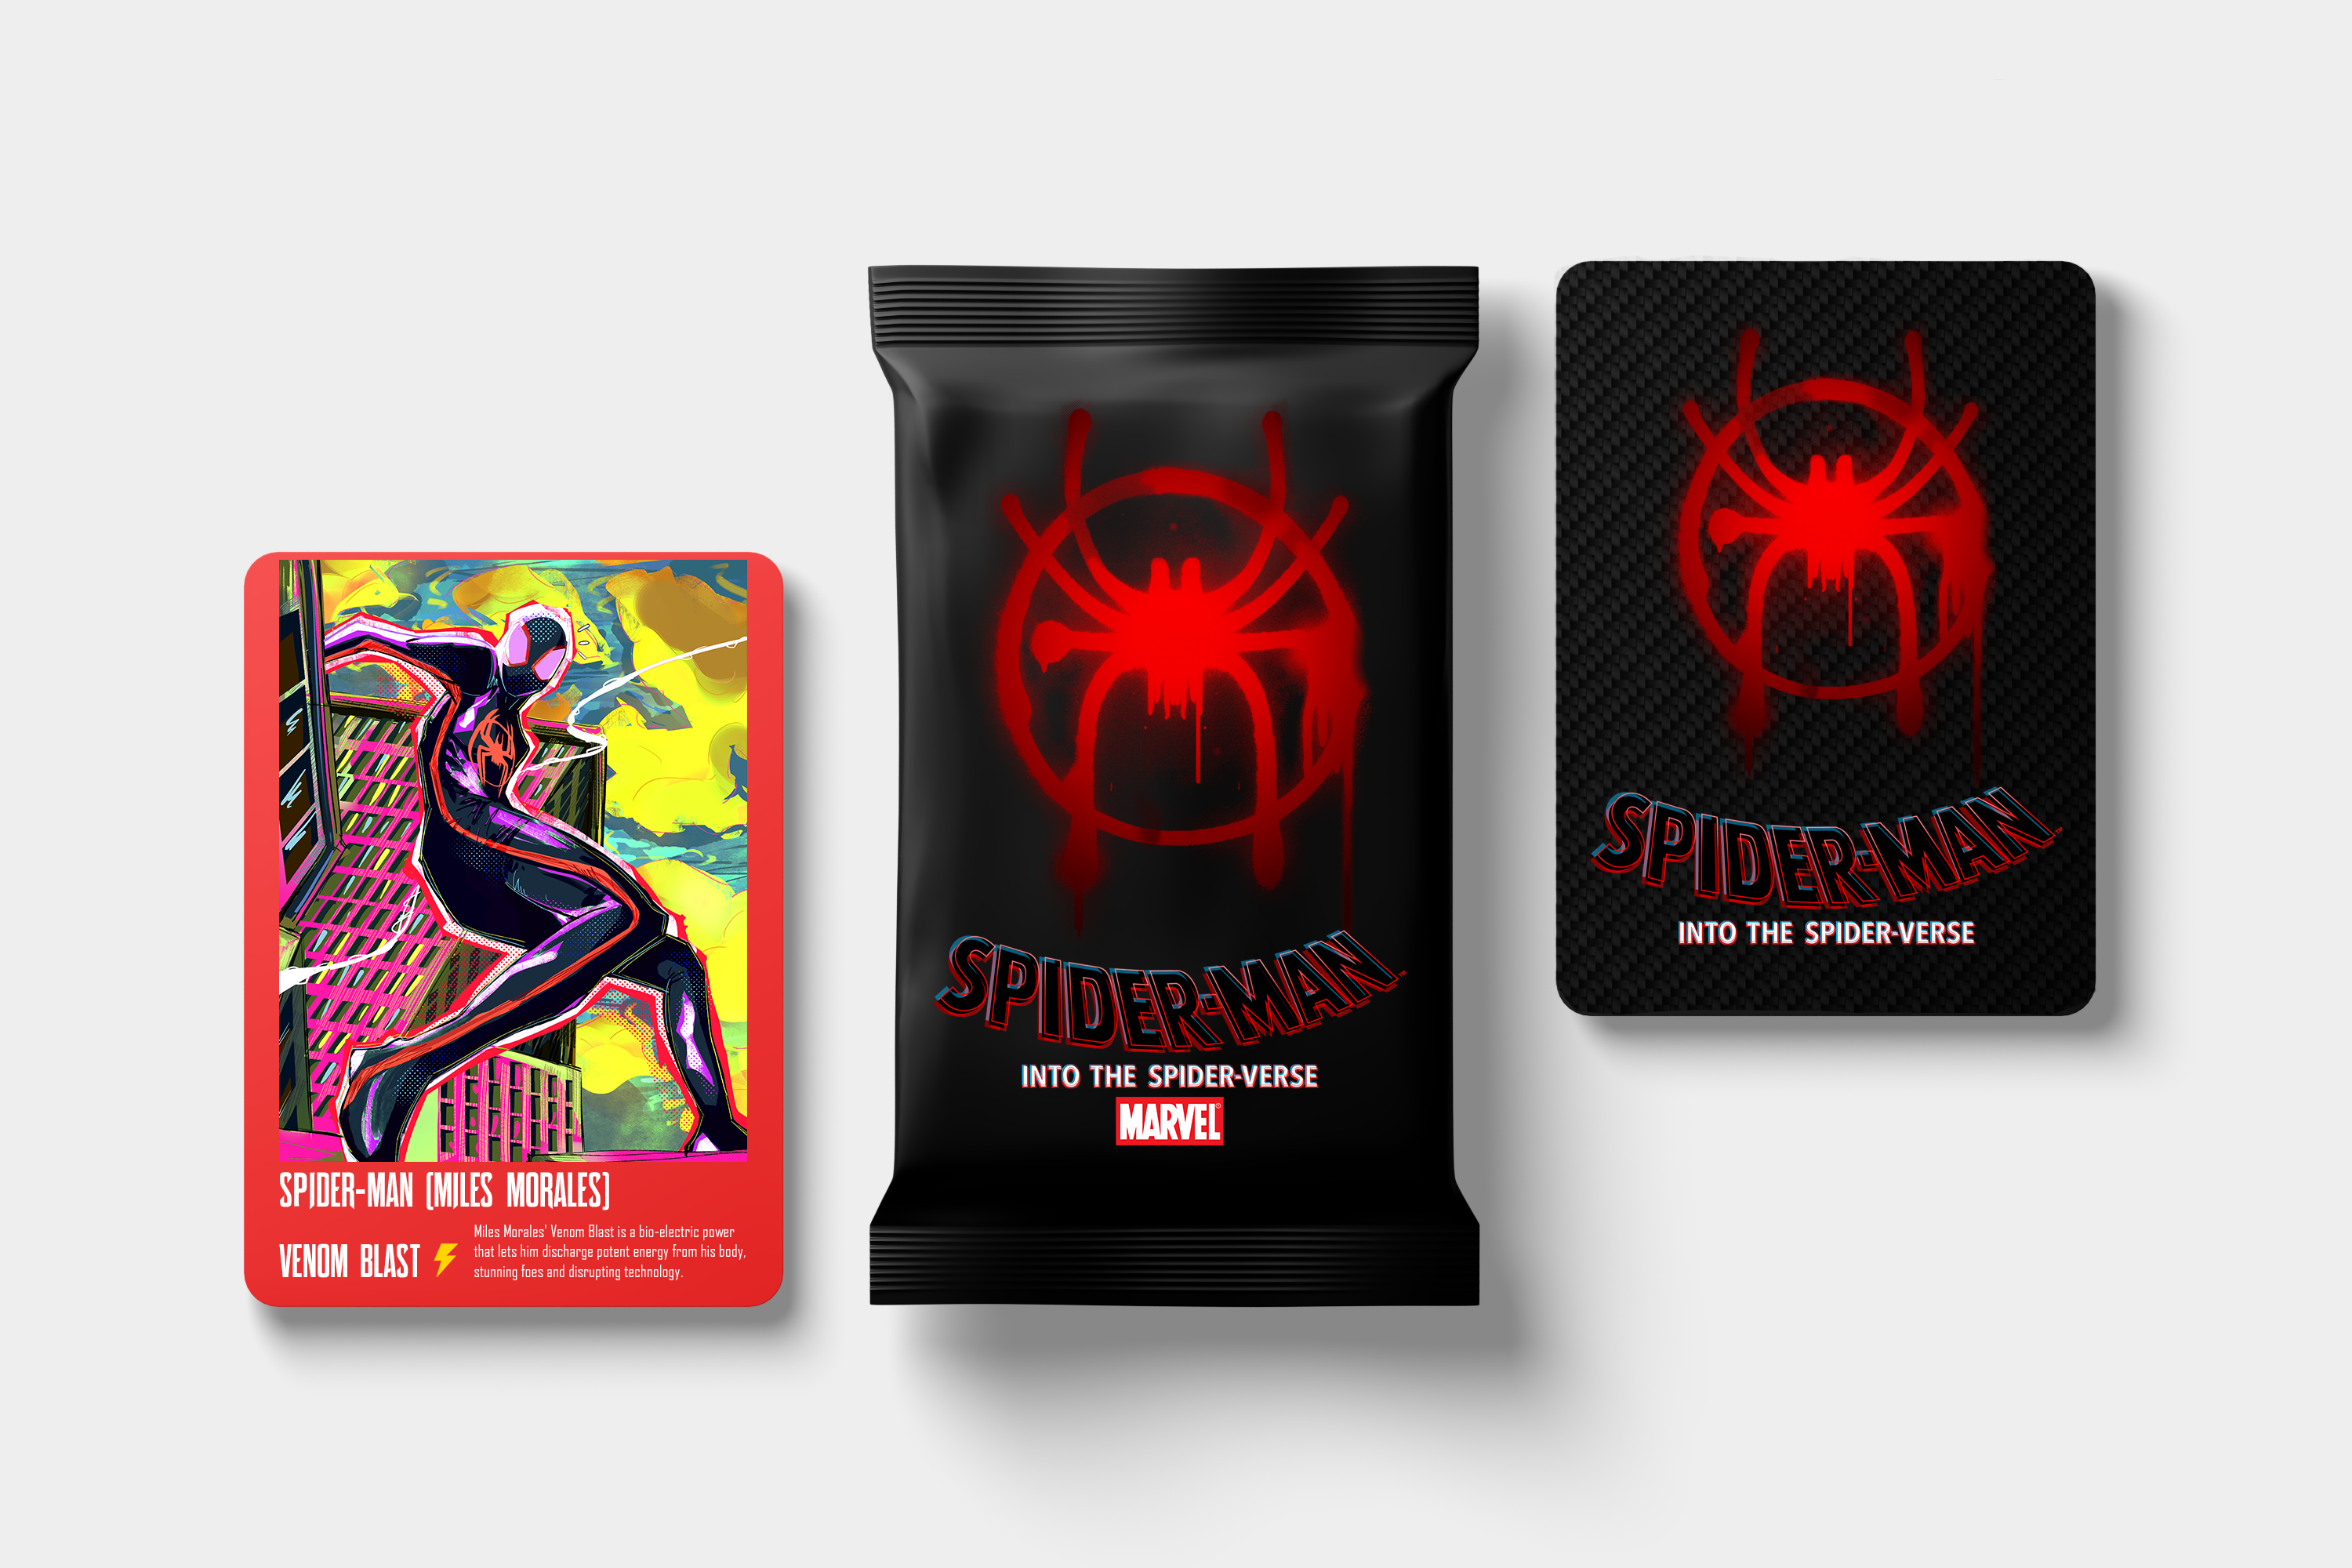 SPIDER-MAN (MILES MORALES)
VENOM BLAST
Miles Morales' Venom Blast is a bio-electric power
that lets him discharge potent energy from his body,
stunning foes and disrupting technology.
SPIDER-MAN™
INTO THE SPIDER-VERSE
MARVEL
SPIDER-MAN™
INTO THE SPIDER-VERSE